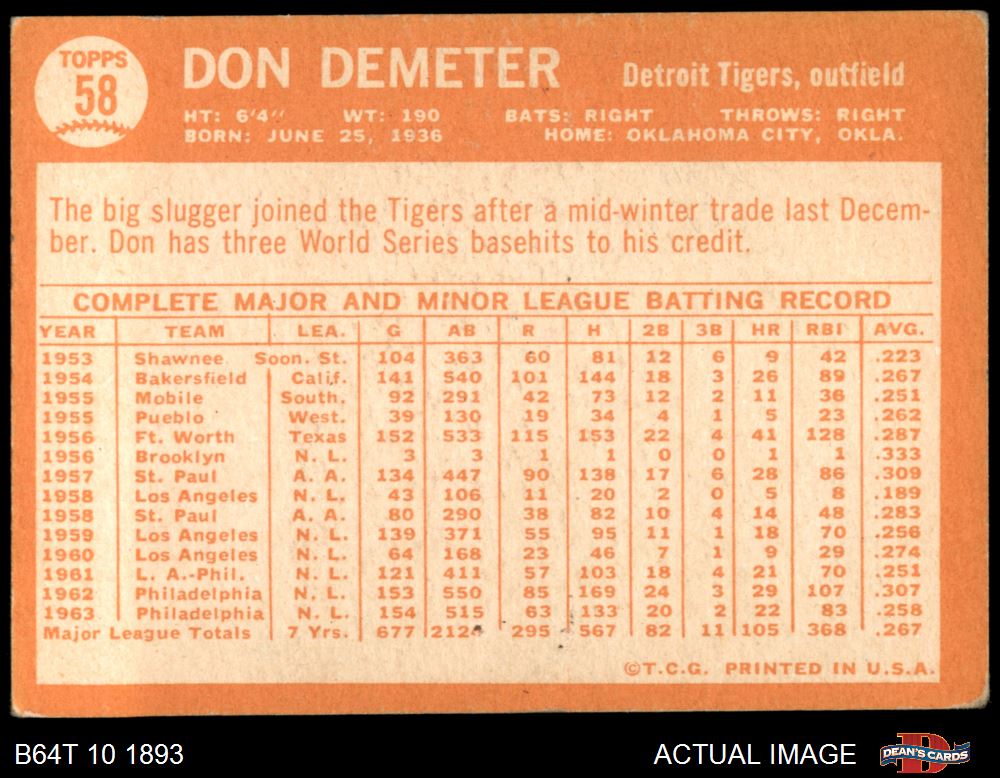 TOPPS
58
DON DEMETER Detroit Tigers, outfield
HT: 6'4" WT: 190 BATS: RIGHT THROWS: RIGHT
BORN: JUNE 25, 1936 HOME: OKLAHOMA CITY, OKLA.
The big slugger joined the Tigers after a mid-winter trade last Decem-
ber. Don has three World Series basehits to his credit.
COMPLETE MAJOR AND MINOR LEAGUE BATTING RECORD
YEAR TEAM LEA. G AB R H 2B 3B HR RBI AVG.
1953 Shawnee Soon. St. 104 363 60 81 12 6 9 42 .223
1954 Bakersfield Calif. 141 540 101 144 18 3 26 89 .267
1955 Mobile South. 92 291 42 73 12 2 11 36 .251
1955 Pueblo West. 39 130 19 34 4 1 5 23 .262
1956 Ft. Worth Texas 152 533 115 153 22 4 41 128 .287
1956 Brooklyn N. L. 3 3 1 1 0 0 1 1 .333
1957 St. Paul A. A. 134 447 90 138 17 6 28 86 .309
1958 Los Angeles N. L. 43 106 11 20 2 0 5 8 .189
1958 St. Paul A. A. 80 290 38 82 10 4 14 48 .283
1959 Los Angeles N. L. 139 371 55 95 11 1 18 70 .256
1960 Los Angeles N. L. 64 168 23 46 7 1 9 29 .274
1961 L. A.-Phil. N. L. 121 411 57 103 18 4 21 70 .251
1962 Philadelphia N. L. 153 550 85 169 24 3 29 107 .307
1963 Philadelphia N. L. 154 515 63 133 20 2 22 83 .258
Major League Totals 7 Yrs. 677 2124 295 567 82 11 105 368 .267
©T.C.G. PRINTED IN U.S.A.
B64T 10 1893 ACTUAL IMAGE DEAN'S CARDS